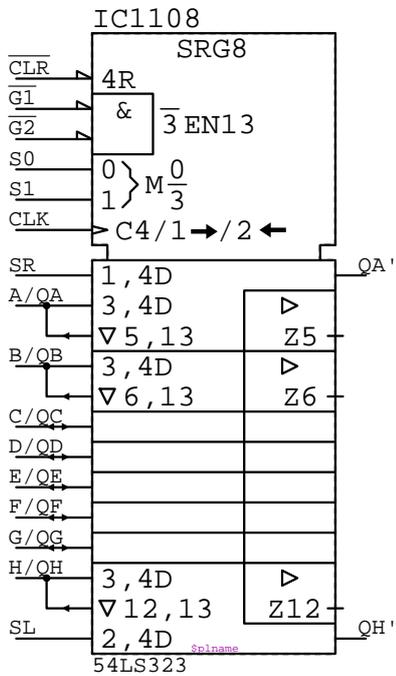 IC1108
SRG8
CLR
4R
G1
&
3EN13
G2
S0
0
M 0/3
S1
1
CLK
C4/1➔/2←
SR
1,4D
QA'
A/QA
3,4D
▷
▽5,13
Z5
B/QB
3,4D
▷
▽6,13
Z6
C/QC
D/QD
E/QE
F/QF
G/QG
H/QH
3,4D
▷
▽12,13
Z12
SL
2,4D
QH'
$plname
54LS323